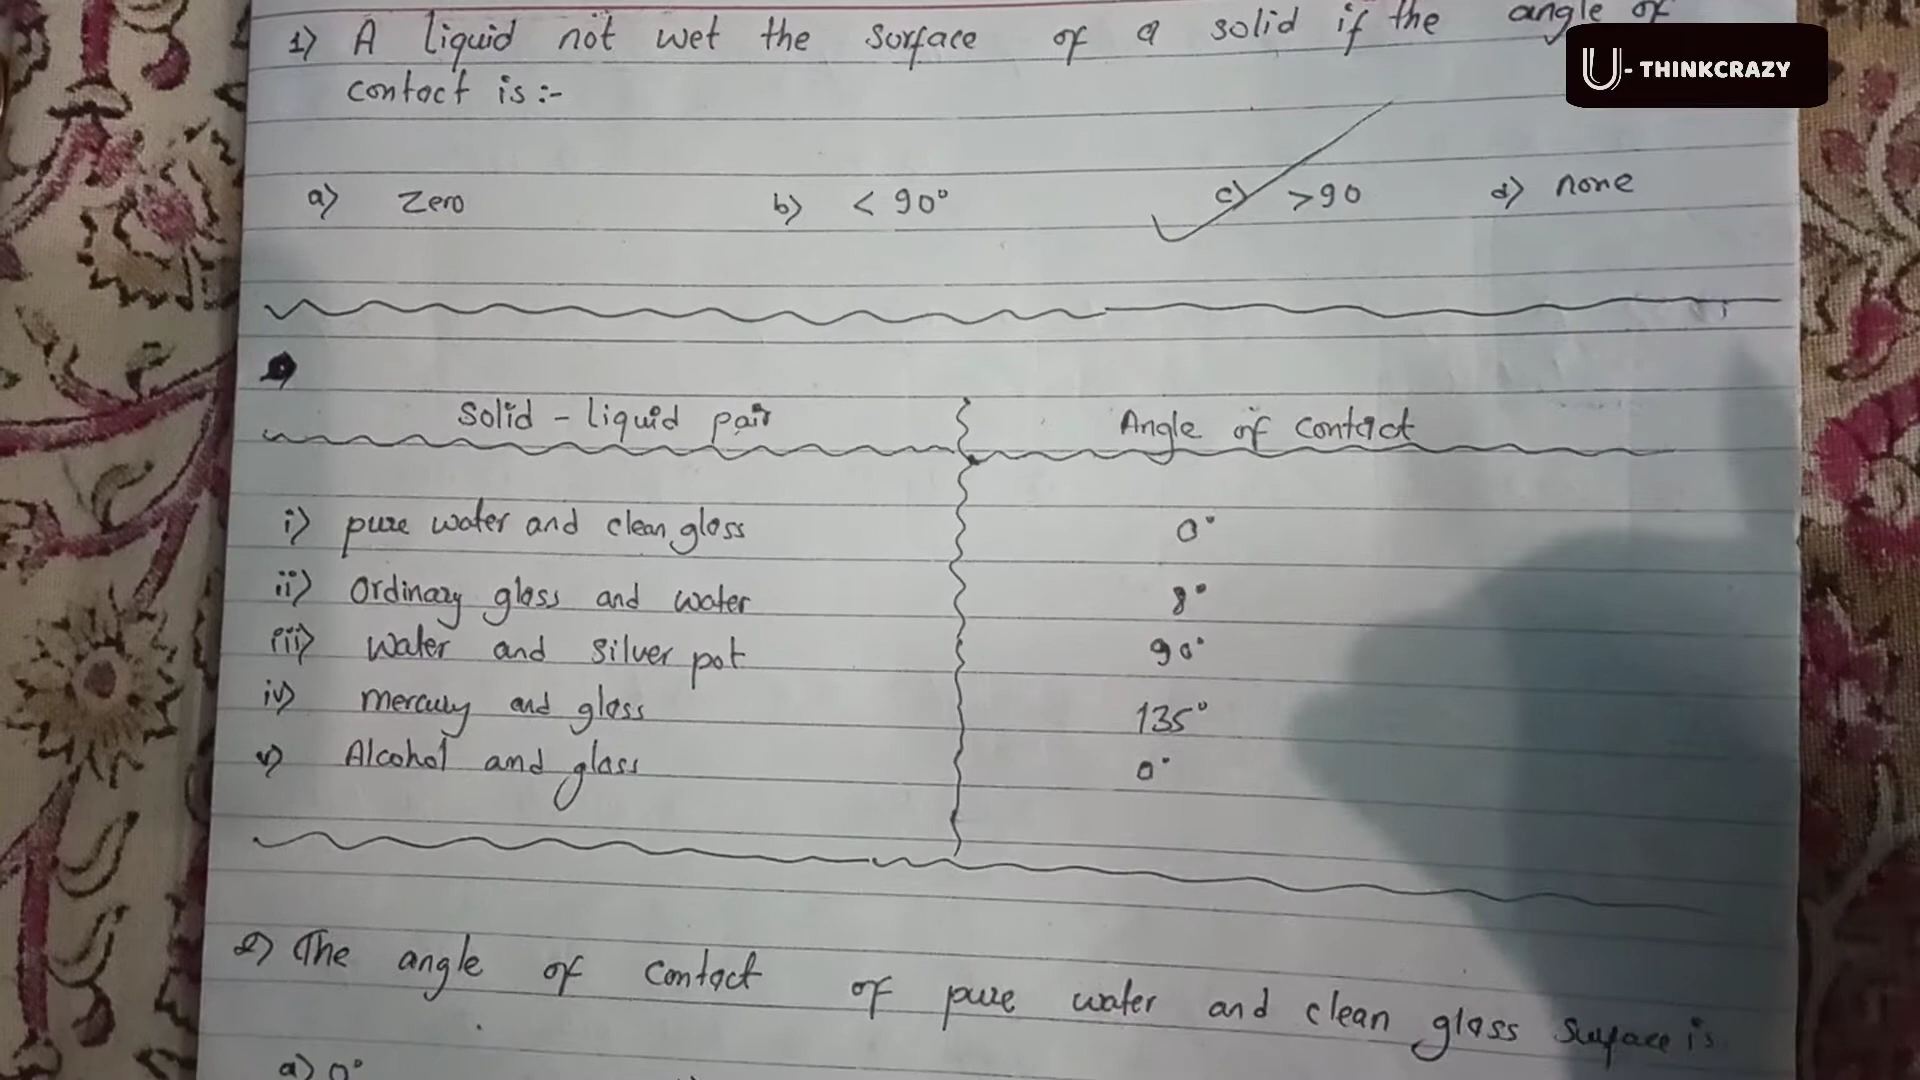 1) A liquid not wet the surface of a solid if the angle of
U - THINKCRAZY
contact is :-
a) Zero b) < 90° c) >90 d) none
Solid - liquid pair Angle of contact
i) pure water and clean glass 0°
ii) Ordinary glass and water 8°
iii) Water and silver pot 90°
iv) mercury and glass 135°
v) Alcohol and glass 0°
2) The angle of contact of pure water and clean glass surface is
a) 0°